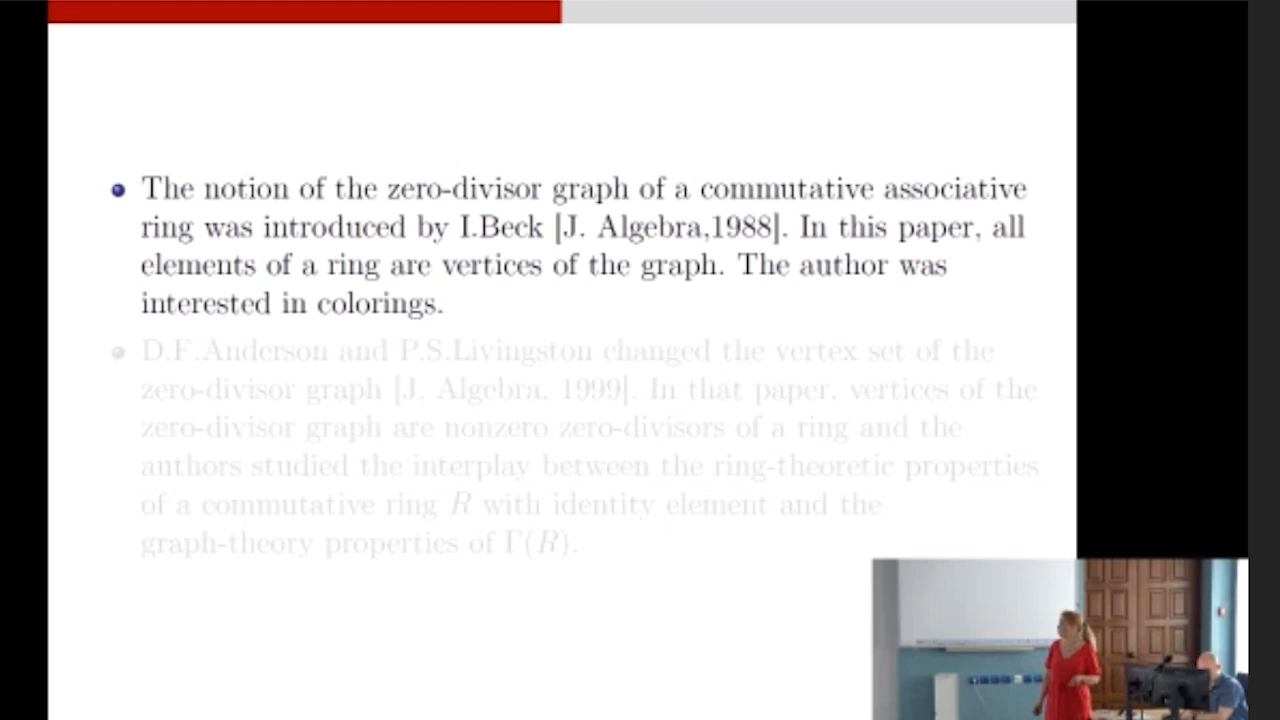 The notion of the zero-divisor graph of a commutative associative
ring was introduced by I.Beck [J. Algebra,1988]. In this paper, all
elements of a ring are vertices of the graph. The author was
interested in colorings.
D.F.Anderson and P.S.Livingston changed the vertex set of the
zero-divisor graph [J. Algebra, 1999]. In that paper, vertices of the
zero-divisor graph are nonzero zero-divisors of a ring and the
authors studied the interplay between the ring-theoretic properties
of a commutative ring R with identity element and the
graph-theory properties of Γ(R).